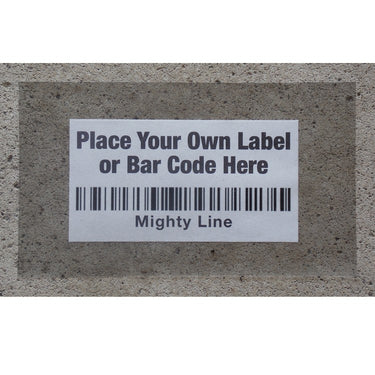 Place Your Own Label
or Bar Code Here
Mighty Line